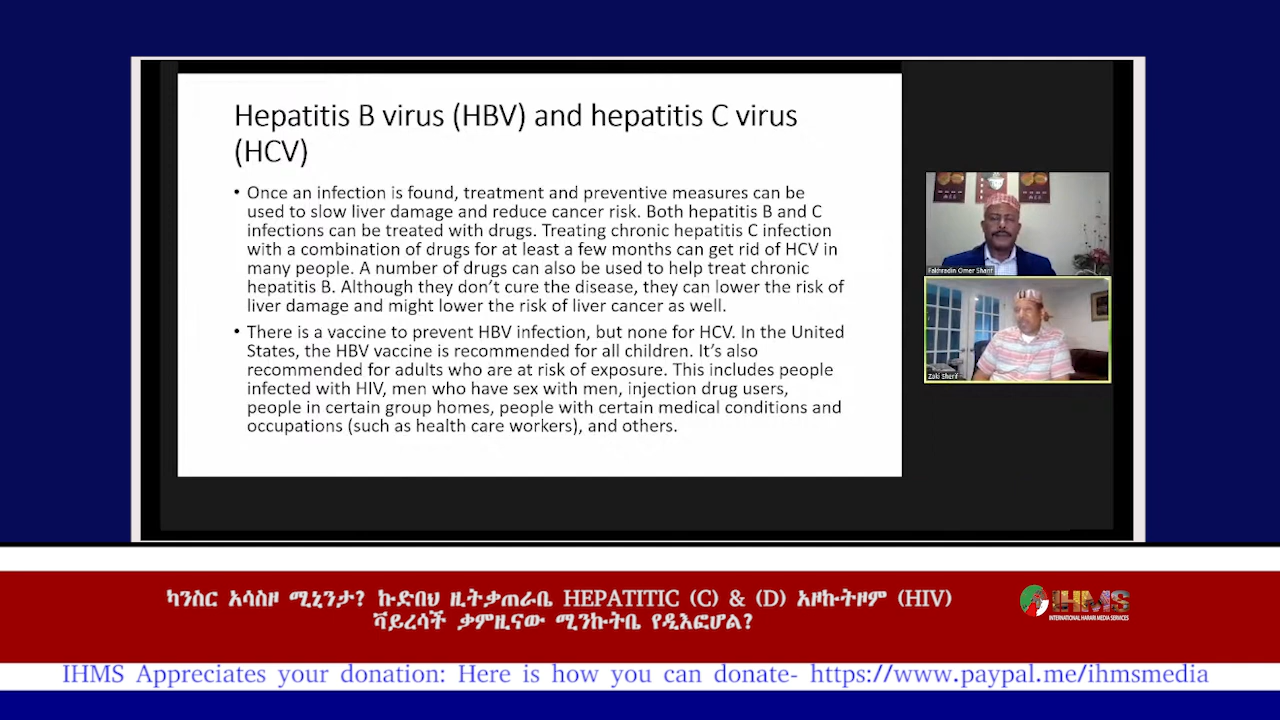 Hepatitis B virus (HBV) and hepatitis C virus
(HCV)
• Once an infection is found, treatment and preventive measures can be
used to slow liver damage and reduce cancer risk. Both hepatitis B and C
infections can be treated with drugs. Treating chronic hepatitis C infection
with a combination of drugs for at least a few months can get rid of HCV in
many people. A number of drugs can also be used to help treat chronic
hepatitis B. Although they don't cure the disease, they can lower the risk of
liver damage and might lower the risk of liver cancer as well.
• There is a vaccine to prevent HBV infection, but none for HCV. In the United
States, the HBV vaccine is recommended for all children. It's also
recommended for adults who are at risk of exposure. This includes people
infected with HIV, men who have sex with men, injection drug users,
people in certain group homes, people with certain medical conditions and
occupations (such as health care workers), and others.
Fakhradin Omer Sharif
Zaki Sherif
ካንስር አሳስዞ ሚኒንታ? ኩድበህ ዚትቃጠራቤ HEPATITIC (C) & (D) አዞኩትዞም (HIV)
ቫይረሳች ቃምዚናው ሚንኩትቤ የዲእፎሆል?
IHMS
INTERNATIONAL HARARI MEDIA SERVICES
IHMS Appreciates your donation: Here is how you can donate- https://www.paypal.me/ihmsmedia